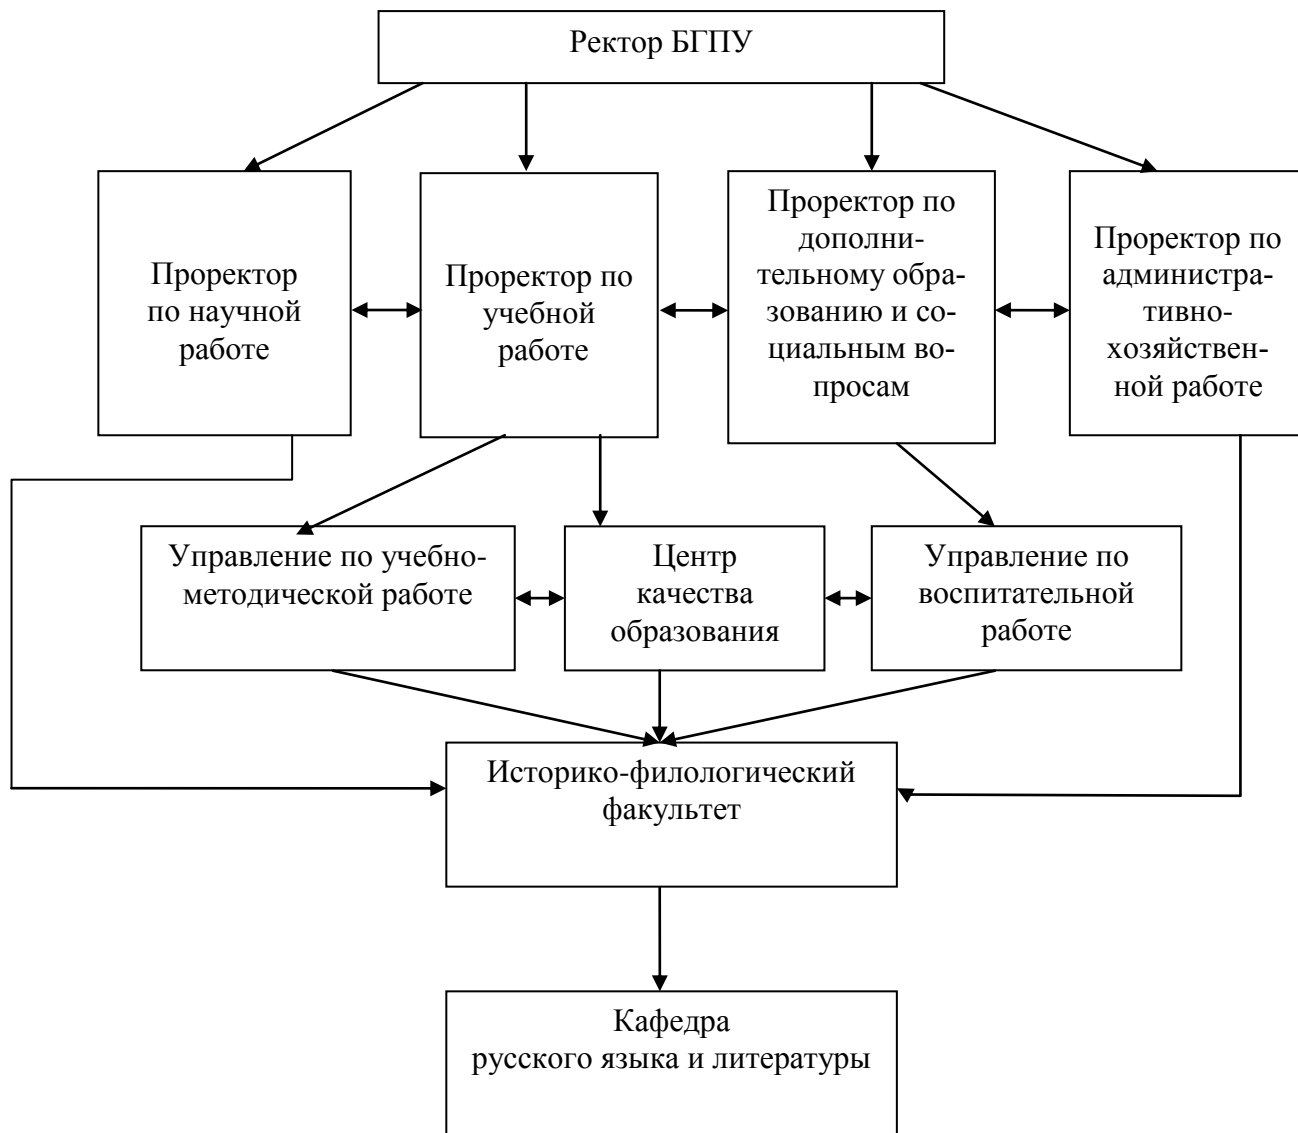 Ректор БГПУ
Проректор
по научной
работе
Проректор по
учебной
работе
Проректор по
дополни-
тельному обра-
зованию и со-
циальным во-
просам
Проректор по
администра-
тивно-
хозяйствен-
ной работе
Управление по учебно-
методической работе
Центр
качества
образования
Управление по
воспитательной
работе
Историко-филологический
факультет
Кафедра
русского языка и литературы